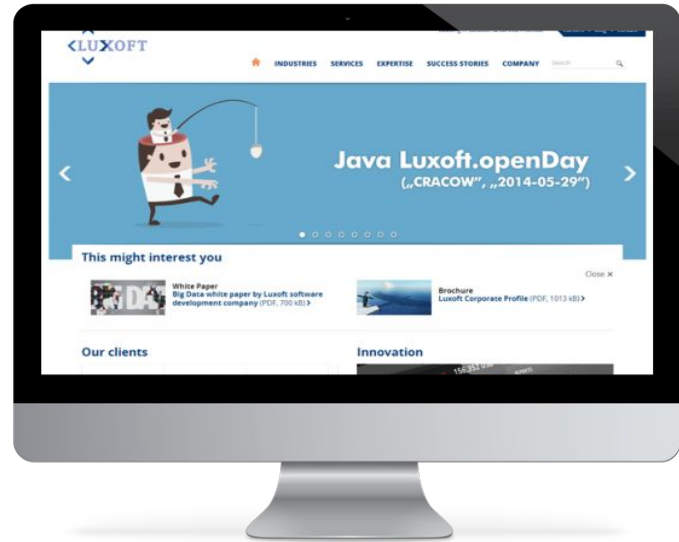 <LUXOFT
INDUSTRIES SERVICES EXPERTISE SUCCESS STORIES COMPANY Search
Java Luxoft.openDay
(„CRACOW”, „2014-05-29”)
This might interest you
Close ×
White Paper
Big Data white paper by Luxoft software
development company (PDF, 700 kB) >
BIG DATA
Brochure
Luxoft Corporate Profile (PDF, 1013 kB) >
Our clients
Innovation